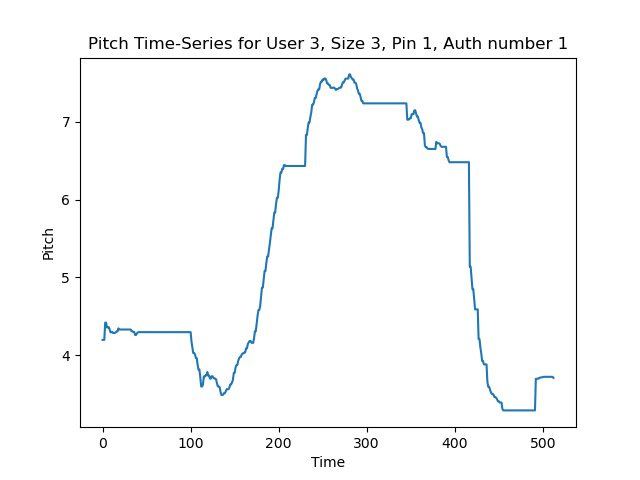 Pitch Time-Series for User 3, Size 3, Pin 1, Auth number 1
7
6
5
4
Pitch
0 100 200 300 400 500
Time